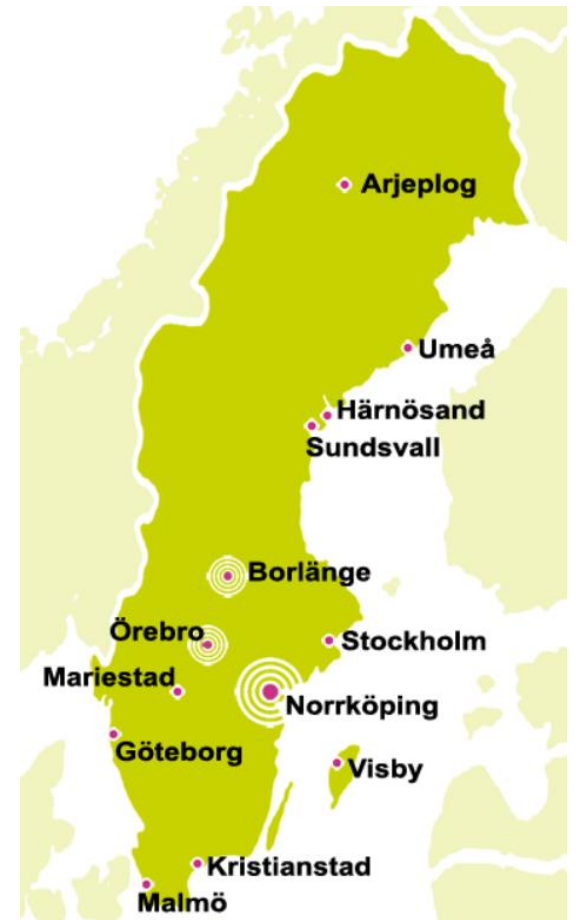 Arjeplog
Umeå
Härnösand
Sundsvall
Borlänge
Örebro
Stockholm
Mariestad
Norrköping
Göteborg
Visby
Kristianstad
Malmö